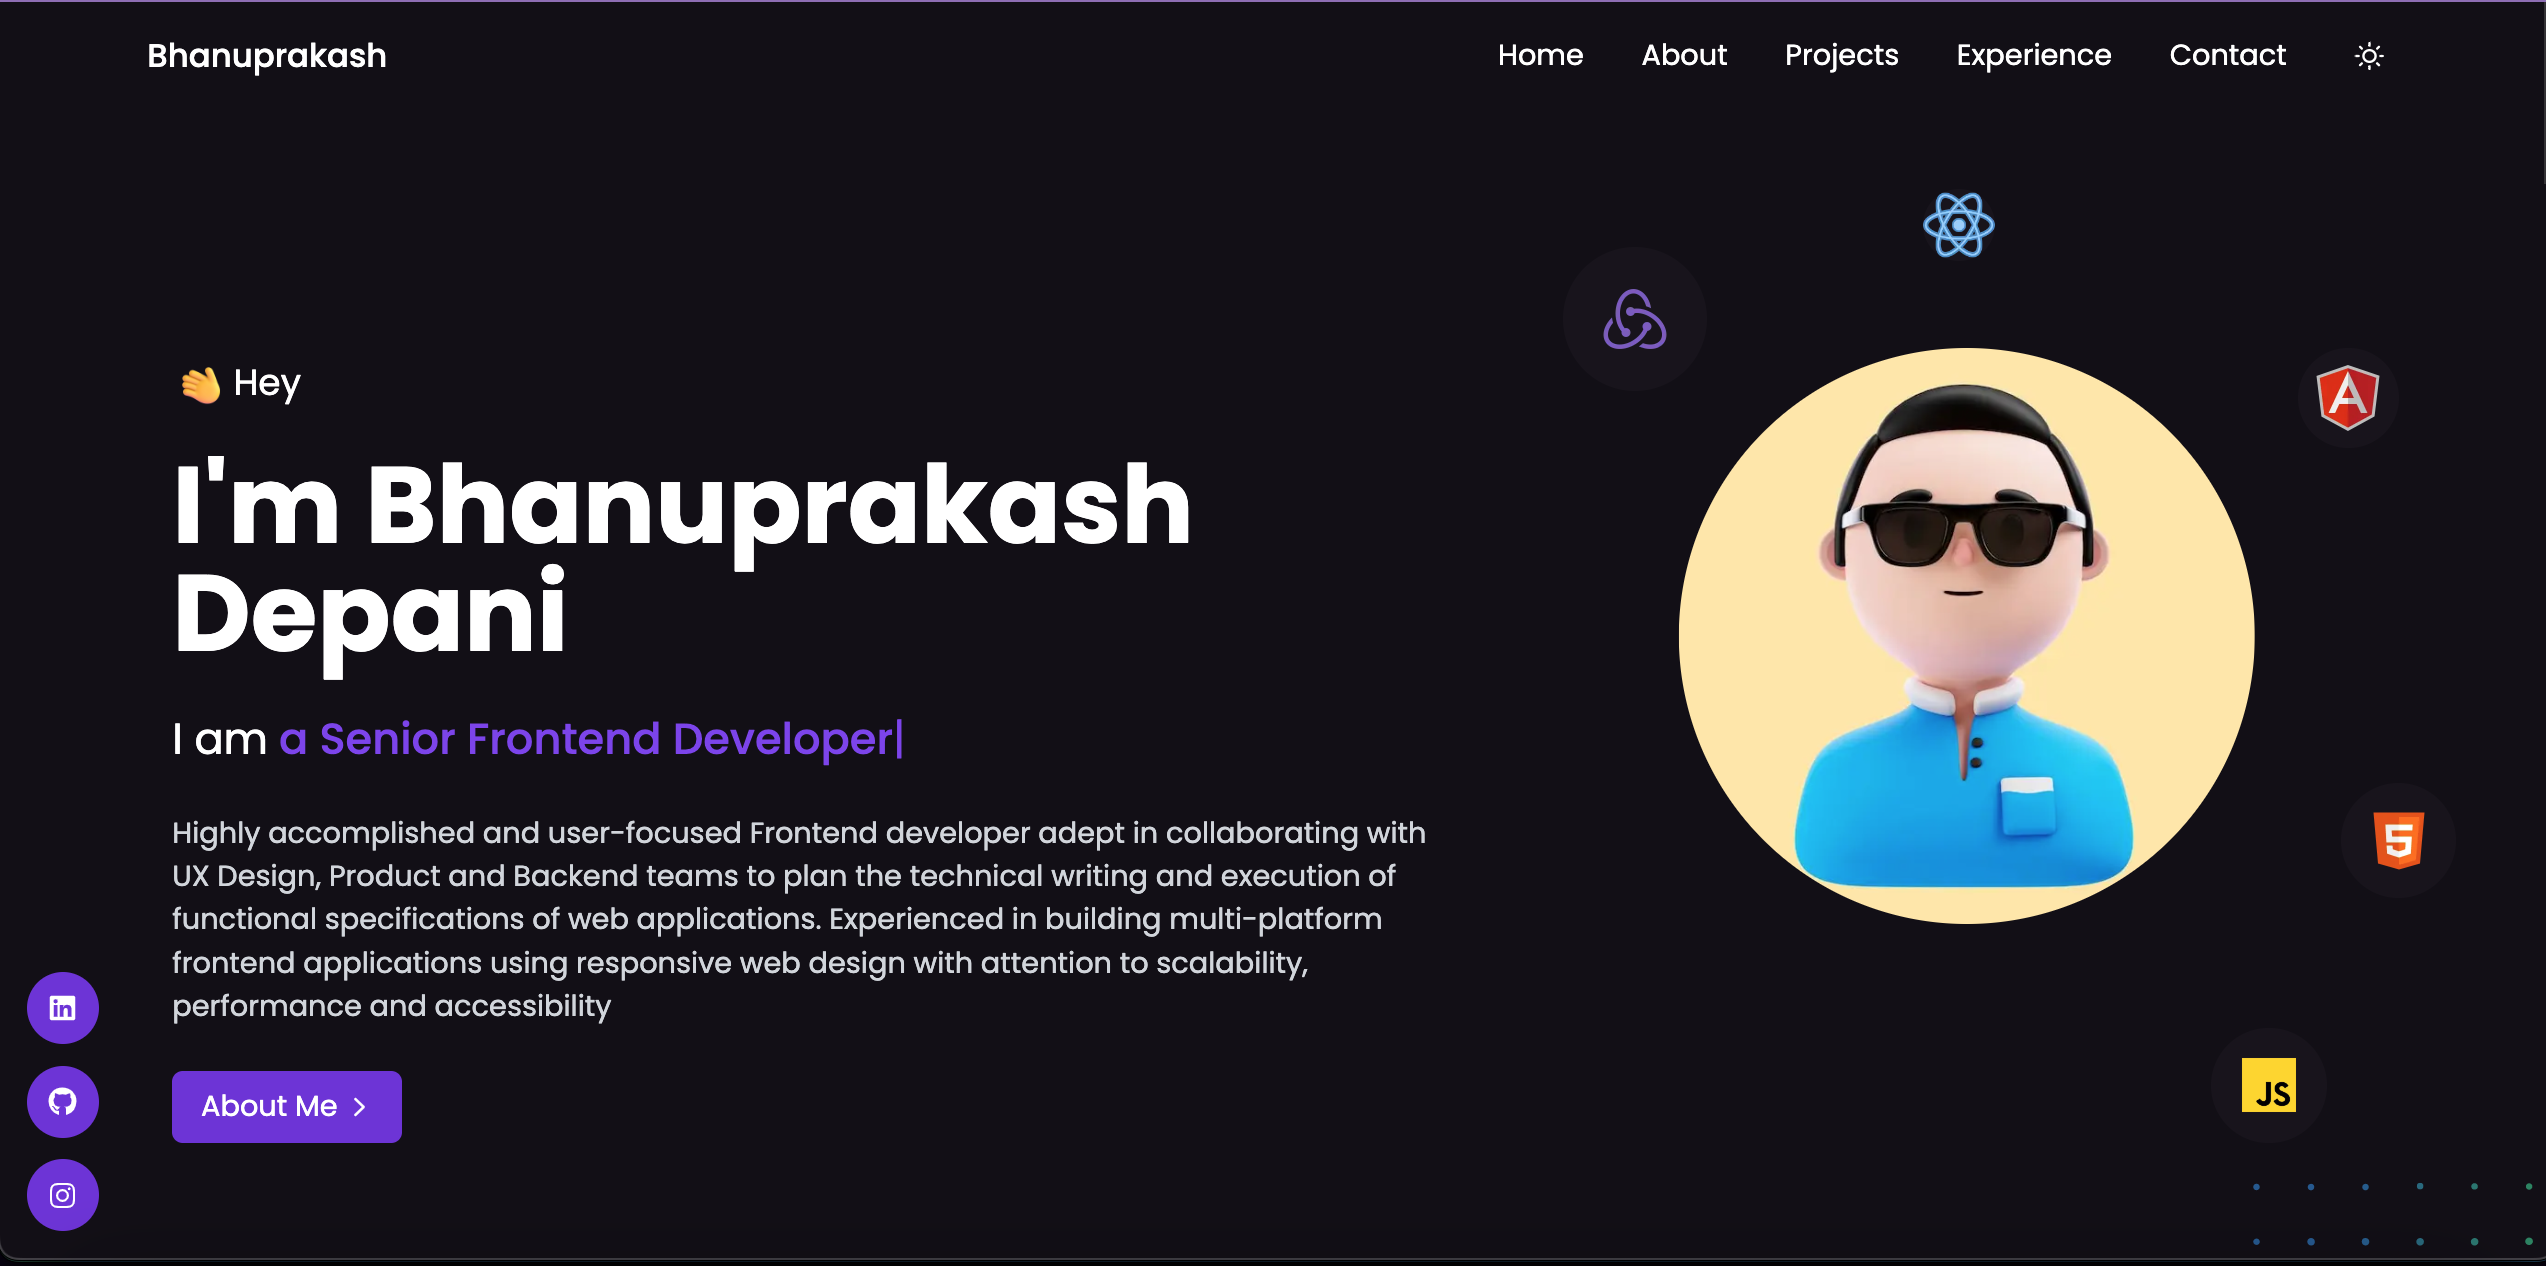 Bhanuprakash
Home About Projects Experience Contact
👋 Hey
I'm Bhanuprakash
Depani
I am a Senior Frontend Developer|
Highly accomplished and user-focused Frontend developer adept in collaborating with
UX Design, Product and Backend teams to plan the technical writing and execution of
functional specifications of web applications. Experienced in building multi-platform
frontend applications using responsive web design with attention to scalability,
performance and accessibility
About Me
in
A
5
JS